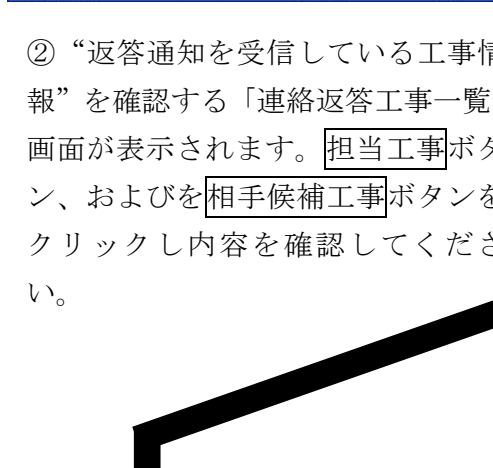 ②“返答通知を受信している工事情
報”を確認する「連絡返答工事一覧
画面が表示されます。担当工事ボタ
ン、およびを相手候補工事ボタンを
クリックし内容を確認してくださ
い。